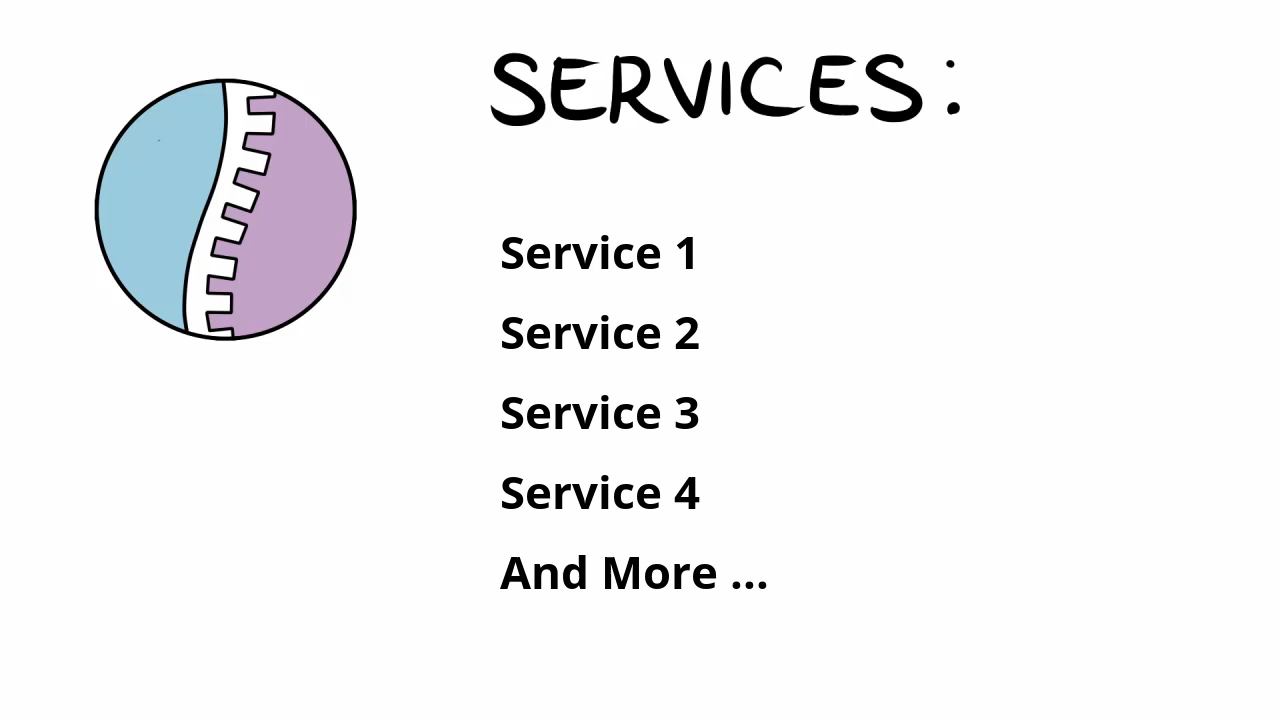 SERVICES:
Service 1
Service 2
Service 3
Service 4
And More ...